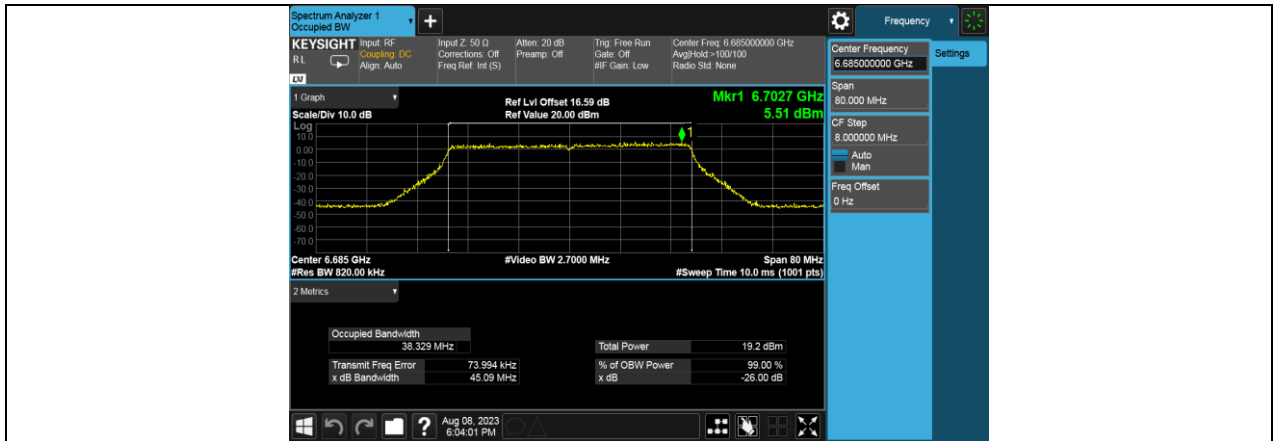 Spectrum Analyzer 1
Occupied BW
Frequency
KEYSIGHT
R L
LXI
Input: RF
Coupling: DC
Align: Auto
Input Z: 50 Ω
Corrections: Off
Freq Ref: Int (S)
Atten: 20 dB
Preamp: Off
Trig: Free Run
Gate: Off
#IF Gain: Low
Center Freq: 6.685000000 GHz
Avg|Hold:>100/100
Radio Std: None
Center Frequency
6.685000000 GHz
Settings
Span
80.000 MHz
CF Step
8.000000 MHz
Auto
Man
Freq Offset
0 Hz
1 Graph
Scale/Div 10.0 dB
Ref Lvl Offset 16.59 dB
Ref Value 20.00 dBm
Mkr1 6.7027 GHz
5.51 dBm
Log
10.0
0.00
-10.0
-20.0
-30.0
-40.0
-50.0
-60.0
-70.0
1
Center 6.685 GHz
#Res BW 820.00 kHz
#Video BW 2.7000 MHz
Span 80 MHz
#Sweep Time 10.0 ms (1001 pts)
2 Metrics
Occupied Bandwidth
38.329 MHz
Transmit Freq Error 73.994 kHz
x dB Bandwidth 45.09 MHz
Total Power 19.2 dBm
% of OBW Power 99.00 %
x dB -26.00 dB
?
Aug 08, 2023
6:04:01 PM